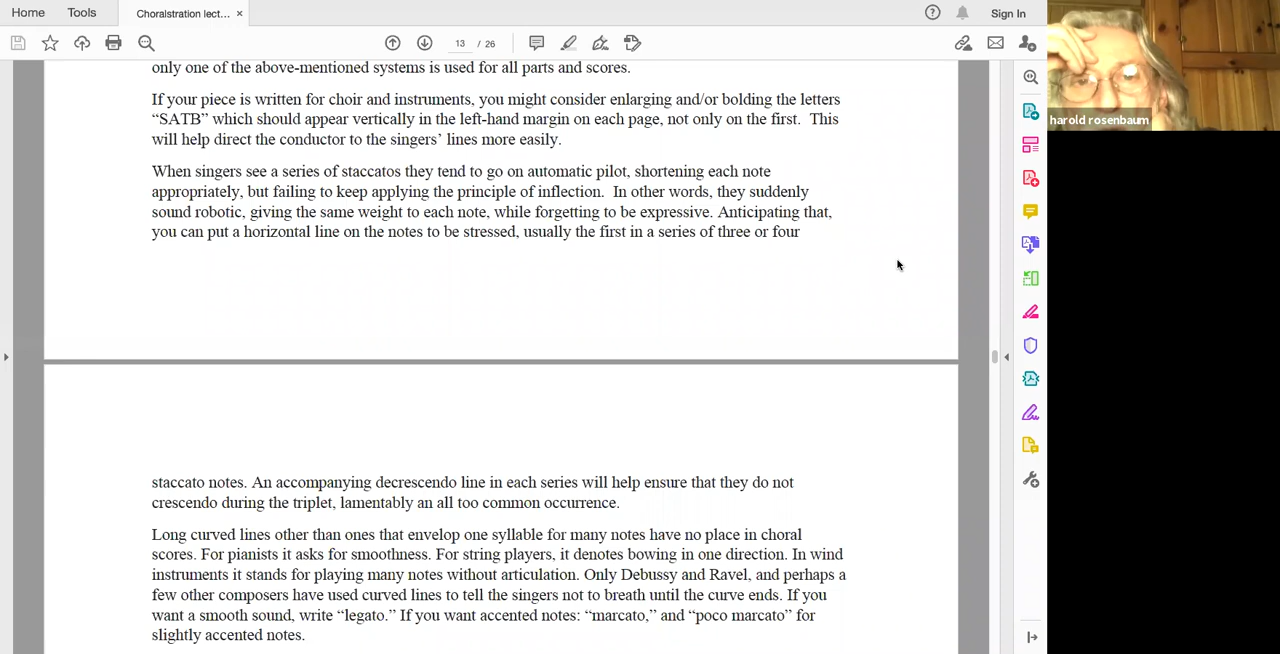 Home Tools Choralstration lect... × Sign In
13 / 26
only one of the above-mentioned systems is used for all parts and scores.
If your piece is written for choir and instruments, you might consider enlarging and/or bolding the letters
“SATB” which should appear vertically in the left-hand margin on each page, not only on the first.  This
will help direct the conductor to the singers’ lines more easily.
When singers see a series of staccatos they tend to go on automatic pilot, shortening each note
appropriately, but failing to keep applying the principle of inflection.  In other words, they suddenly
sound robotic, giving the same weight to each note, while forgetting to be expressive. Anticipating that,
you can put a horizontal line on the notes to be stressed, usually the first in a series of three or four
staccato notes. An accompanying decrescendo line in each series will help ensure that they do not
crescendo during the triplet, lamentably an all too common occurrence.
Long curved lines other than ones that envelop one syllable for many notes have no place in choral
scores. For pianists it asks for smoothness. For string players, it denotes bowing in one direction. In wind
instruments it stands for playing many notes without articulation. Only Debussy and Ravel, and perhaps a
few other composers have used curved lines to tell the singers not to breath until the curve ends. If you
want a smooth sound, write “legato.” If you want accented notes: “marcato,” and “poco marcato” for
slightly accented notes.
harold rosenbaum